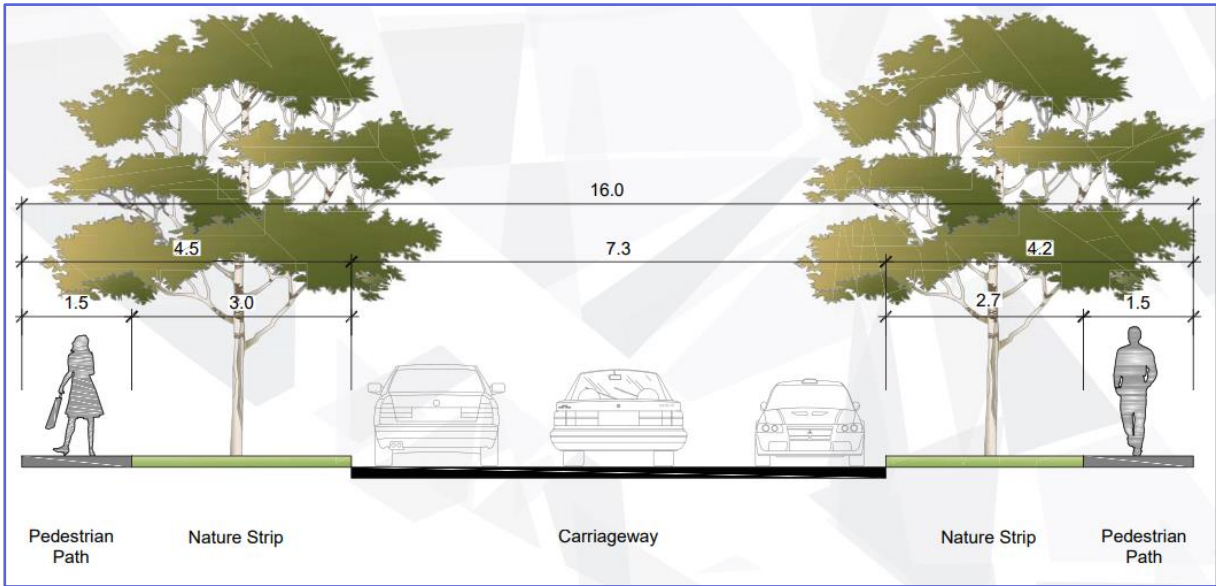 16.0
4.5
7.3
4.2
1.5
3.0
2.7
1.5
Pedestrian
Path
Nature Strip
Carriageway
Nature Strip
Pedestrian
Path